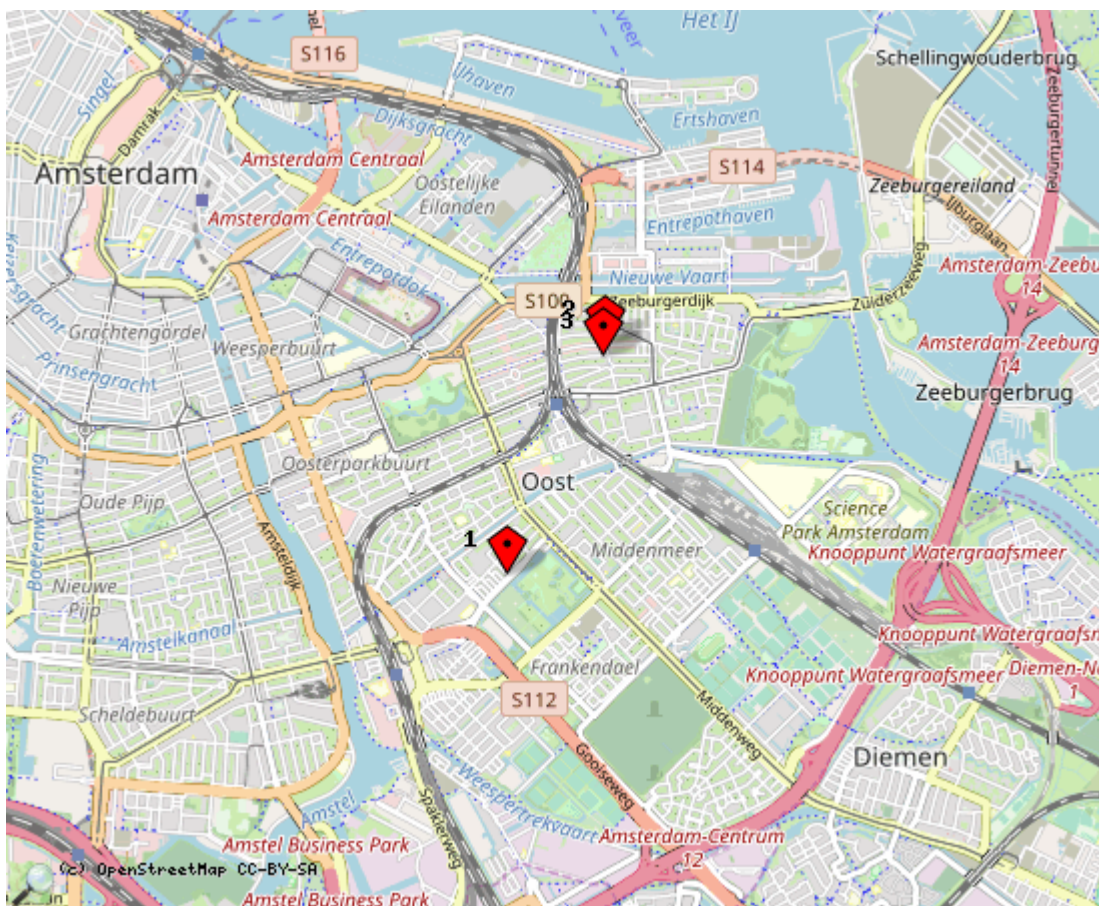 Het IJ
S116
Schellingwouderbrug
IJhaven
Singel
Damrak
Ertshaven
Dijksgracht
Zeeburgertunnel
Amsterdam Centraal
S114
Amsterdam
Oostelijke
Eilanden
Zeeburgereiland
Amsterdam Centraal
Entrepothaven
IJburglaan
Entrepotdok
Nieuwe Vaart
Amsterdam-Zeebu
14
S100
2
Zeeburgerdijk
Zuiderzeeweg
3
Grachtengordel
Weesperbuurt
Amsterdam-Zeeburg
14
Prinsengracht
Zeeburgerbrug
Oosterparkbuurt
Boerenwetering
Oude Pijp
Oost
Science
Park Amsterdam
1
Middenmeer
Knooppunt Watergraafsmeer
Amsteldijk
Nieuwe
Pijp
Amstelkanaal
Knooppunt Watergraafsm
Frankendael
Knooppunt Watergraafsmeer
Diemen-No
1
S112
Scheldebuurt
Middenweg
Gooiseweg
Diemen
Weespertrekvaart
Amstel
Spaklerweg
Amstel Business Park
Amsterdam-Centrum
12
(c) OpenStreetMap CC-BY-SA
Amstel Business Park